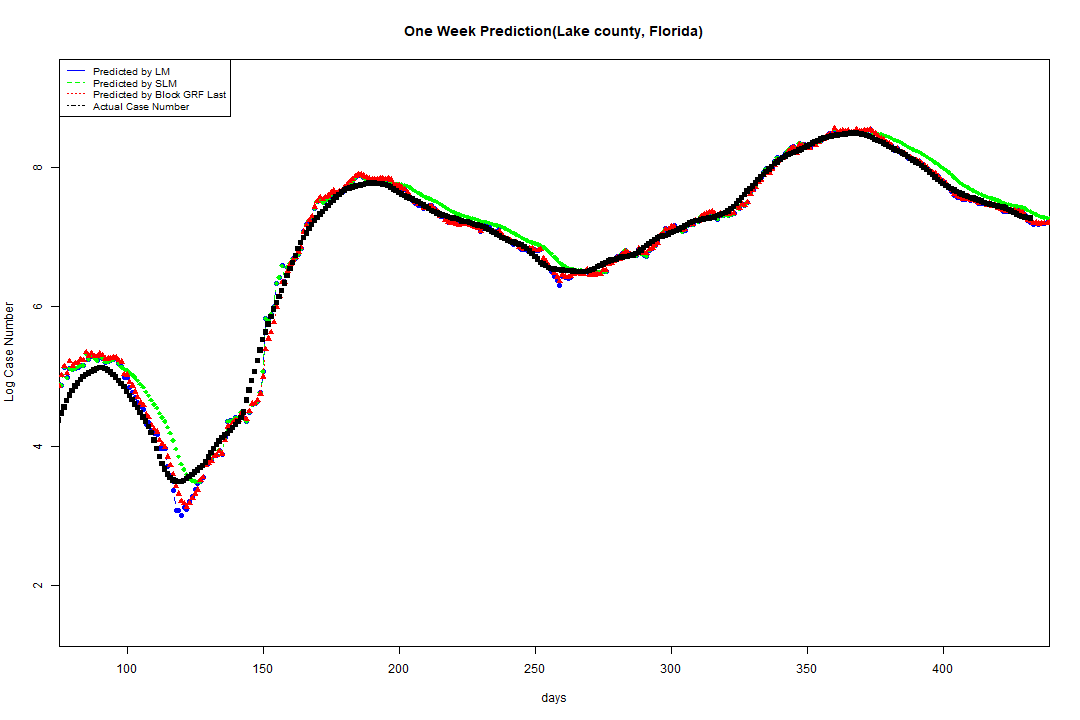 One Week Prediction(Lake county, Florida)
Predicted by LM
Predicted by SLM
Predicted by Block GRF Last
Actual Case Number
8
6
4
2
Log Case Number
100 150 200 250 300 350 400
days